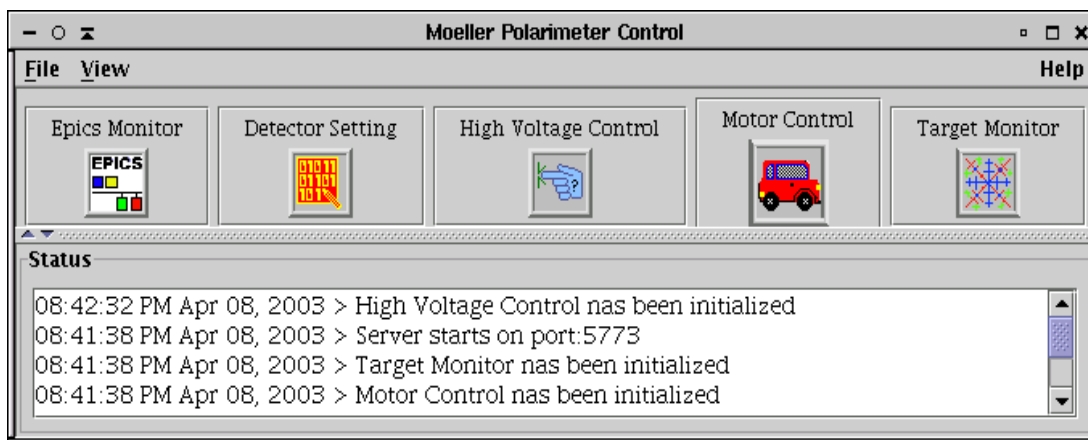 Moeller Polarimeter Control
File View Help
Epics Monitor Detector Setting High Voltage Control Motor Control Target Monitor
EPICS
01011
01101
1011
?
Status
08:42:32 PM Apr 08, 2003 > High Voltage Control nas been initialized
08:41:38 PM Apr 08, 2003 > Server starts on port:5773
08:41:38 PM Apr 08, 2003 > Target Monitor nas been initialized
08:41:38 PM Apr 08, 2003 > Motor Control nas been initialized